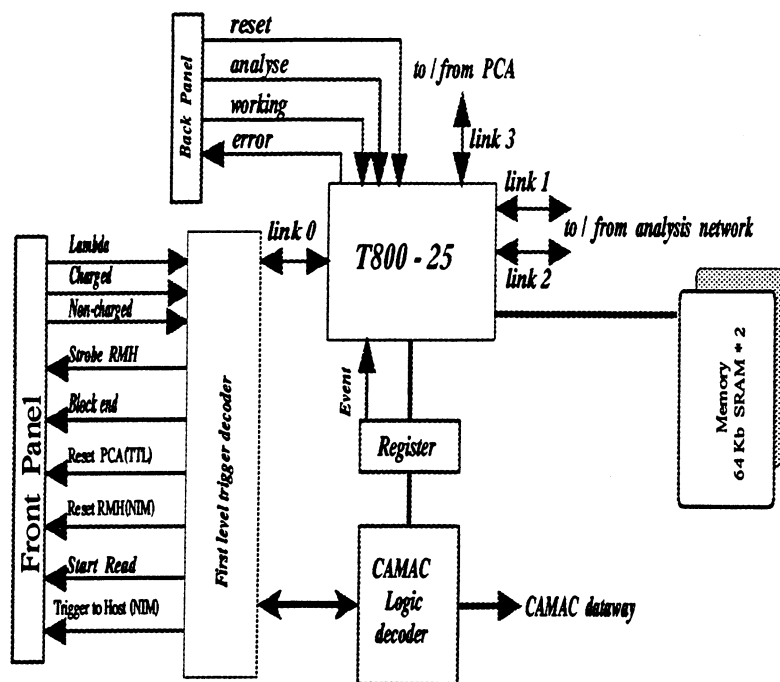 reset
analyse
working
error
Back Panel
to / from PCA
link 3
link 1
to / from analysis network
link 2
link 0
T800 - 25
Lambda
Charged
Non-charged
Strobe RMH
Block end
Reset PCA(TTL)
Reset RMH(NIM)
Start Read
Trigger to Host (NIM)
Front Panel
First level trigger decoder
Event
Register
CAMAC
Logic
decoder
CAMAC dataway
Memory
64 Kb SRAM * 2